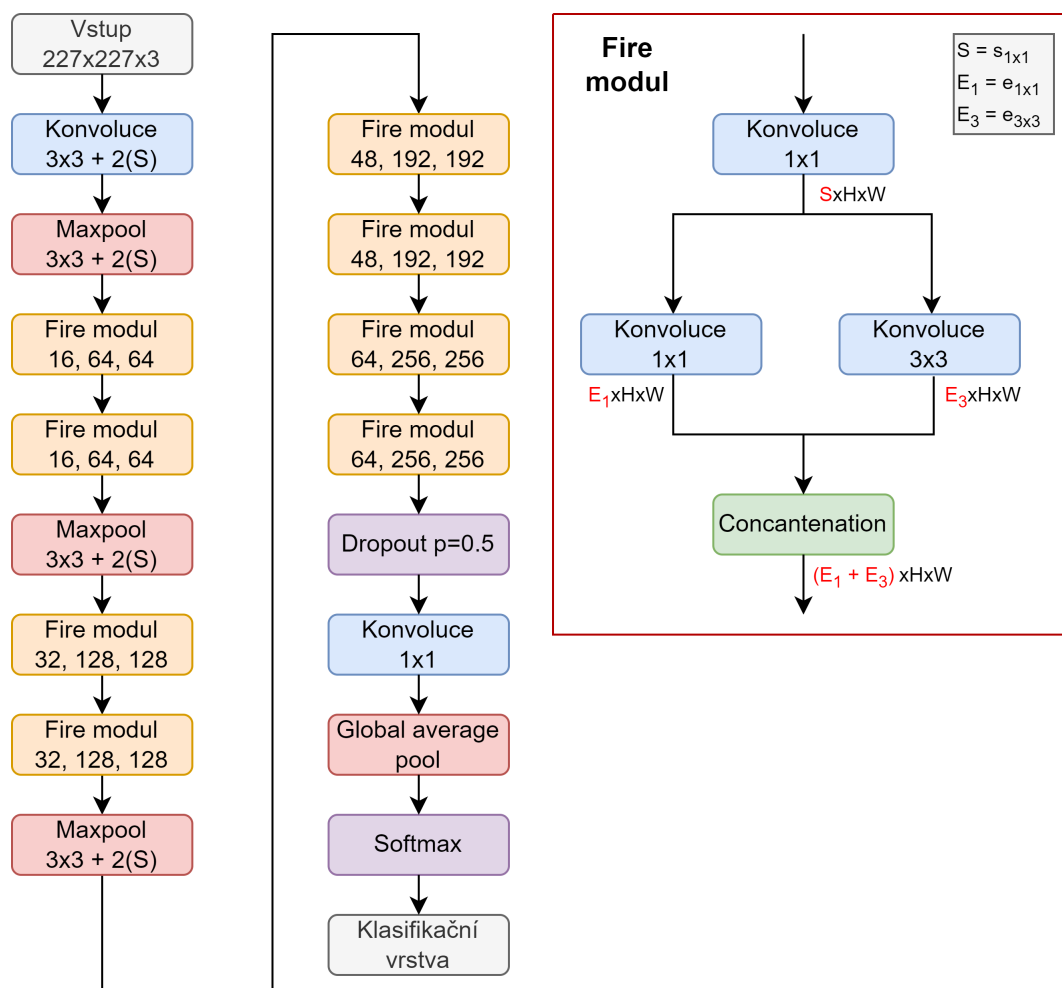 Vstup
227x227x3
Konvoluce
3x3 + 2(S)
Maxpool
3x3 + 2(S)
Fire modul
16, 64, 64
Fire modul
16, 64, 64
Maxpool
3x3 + 2(S)
Fire modul
32, 128, 128
Fire modul
32, 128, 128
Maxpool
3x3 + 2(S)
Fire modul
48, 192, 192
Fire modul
48, 192, 192
Fire modul
64, 256, 256
Fire modul
64, 256, 256
Dropout p=0.5
Konvoluce
1x1
Global average
pool
Softmax
Klasifikační
vrstva
Fire
modul
S = s1x1
E1 = e1x1
E3 = e3x3
Konvoluce
1x1
SxHxW
Konvoluce
1x1
Konvoluce
3x3
E1xHxW
E3xHxW
Concantenation
(E1 + E3) xHxW